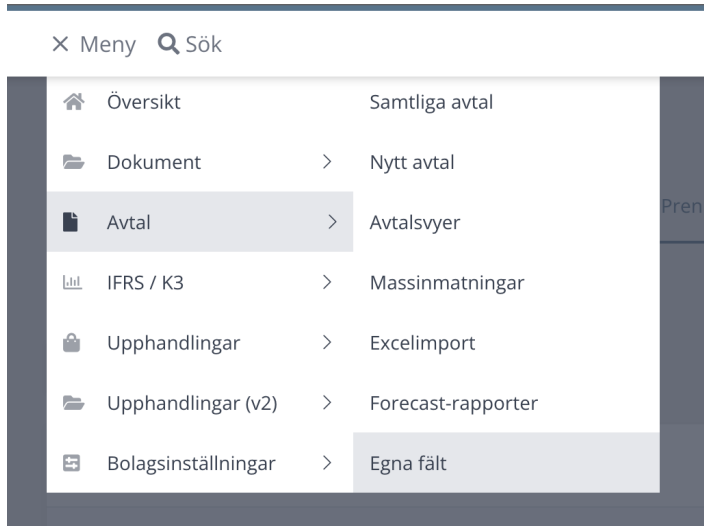 Meny Sök
Översikt
Dokument
Avtal
IFRS / K3
Upphandlingar
Upphandlingar (v2)
Bolagsinställningar
Samtliga avtal
Nytt avtal
Avtalsvyer
Massinmatningar
Excelimport
Forecast-rapporter
Egna fält
Pren